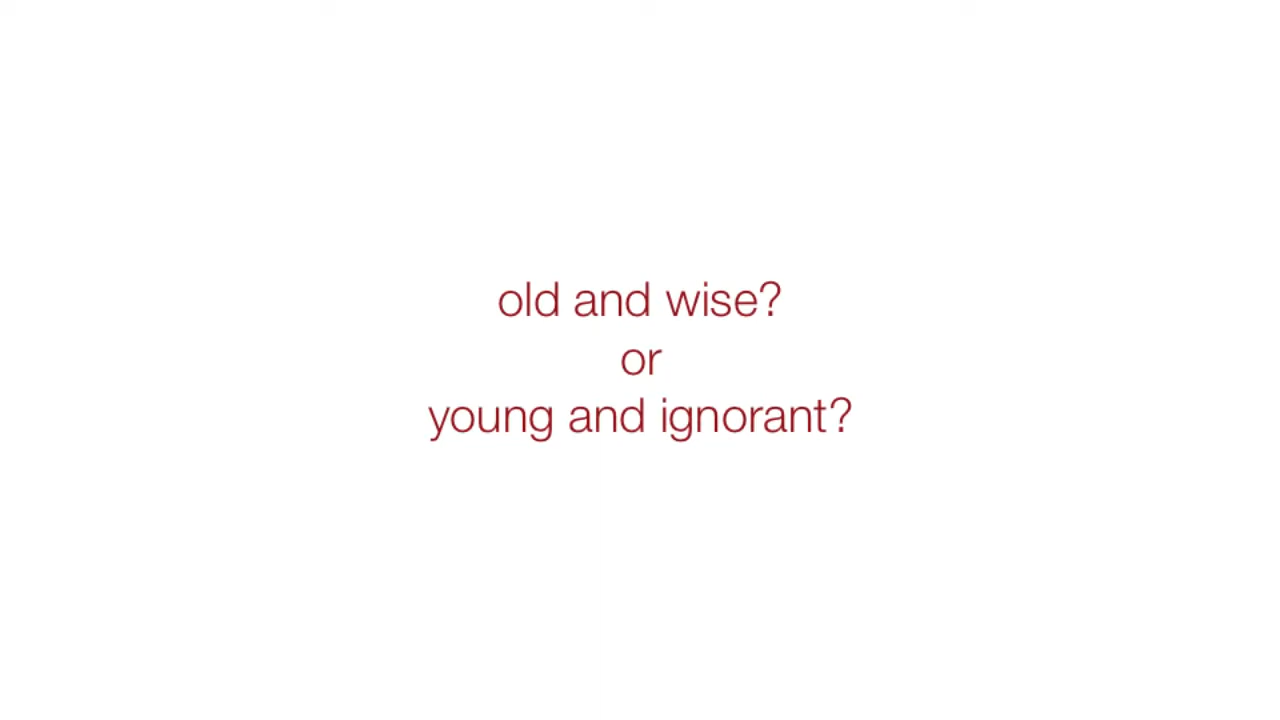 old and wise?
or
young and ignorant?